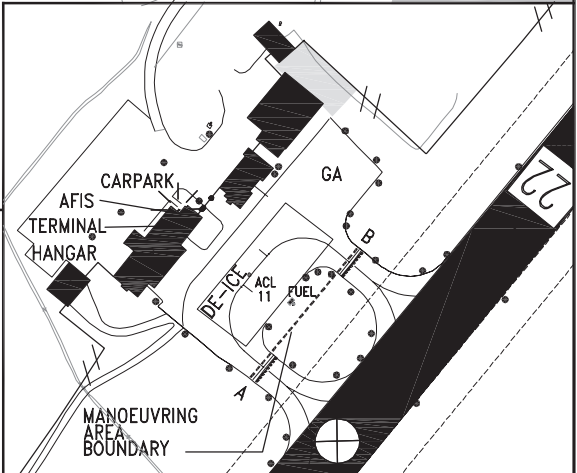 22
GA
CARPARK
AFIS
TERMINAL
HANGAR
B
DE-ICE
ACL
11
FUEL
A
MANOEUVRING
AREA
BOUNDARY